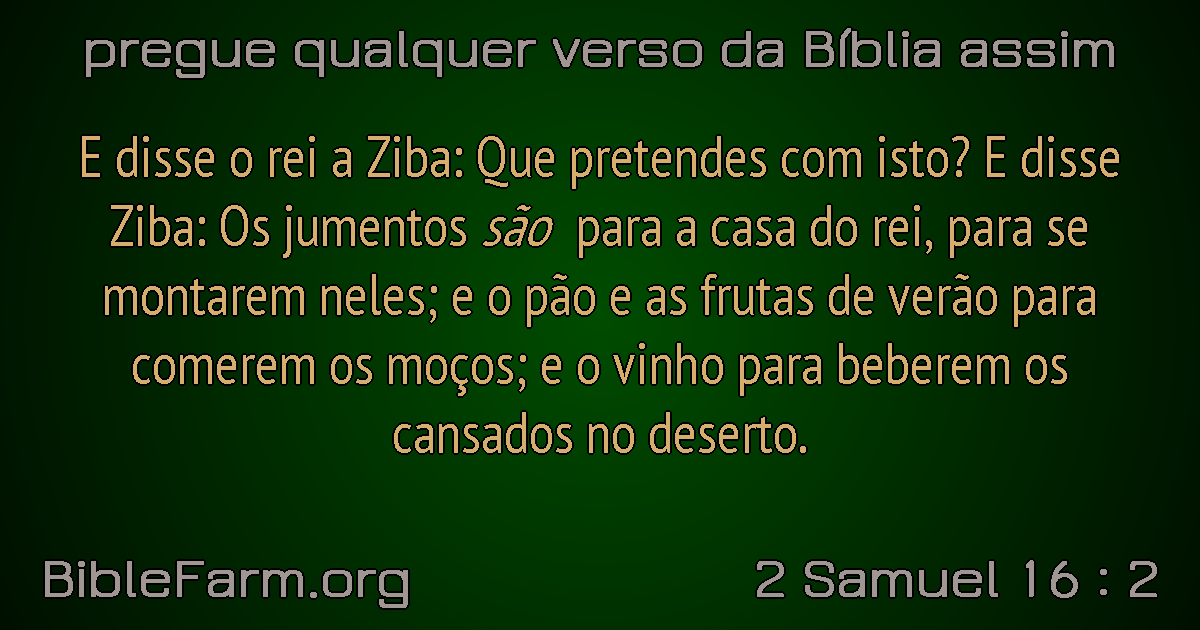 pregue qualquer verso da Bíblia assim
E disse o rei a Ziba: Que pretendes com isto? E disse
Ziba: Os jumentos são para a casa do rei, para se
montarem neles; e o pão e as frutas de verão para
comerem os moços; e o vinho para beberem os
cansados no deserto.
BibleFarm.org
2 Samuel 16 : 2